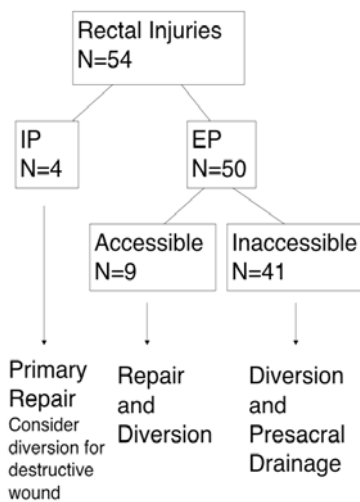 Rectal Injuries
N=54
IP
N=4
EP
N=50
Accessible
N=9
Inaccessible
N=41
Primary
Repair
Consider
diversion for
destructive
wound
Repair
and
Diversion
Diversion
and
Presacral
Drainage